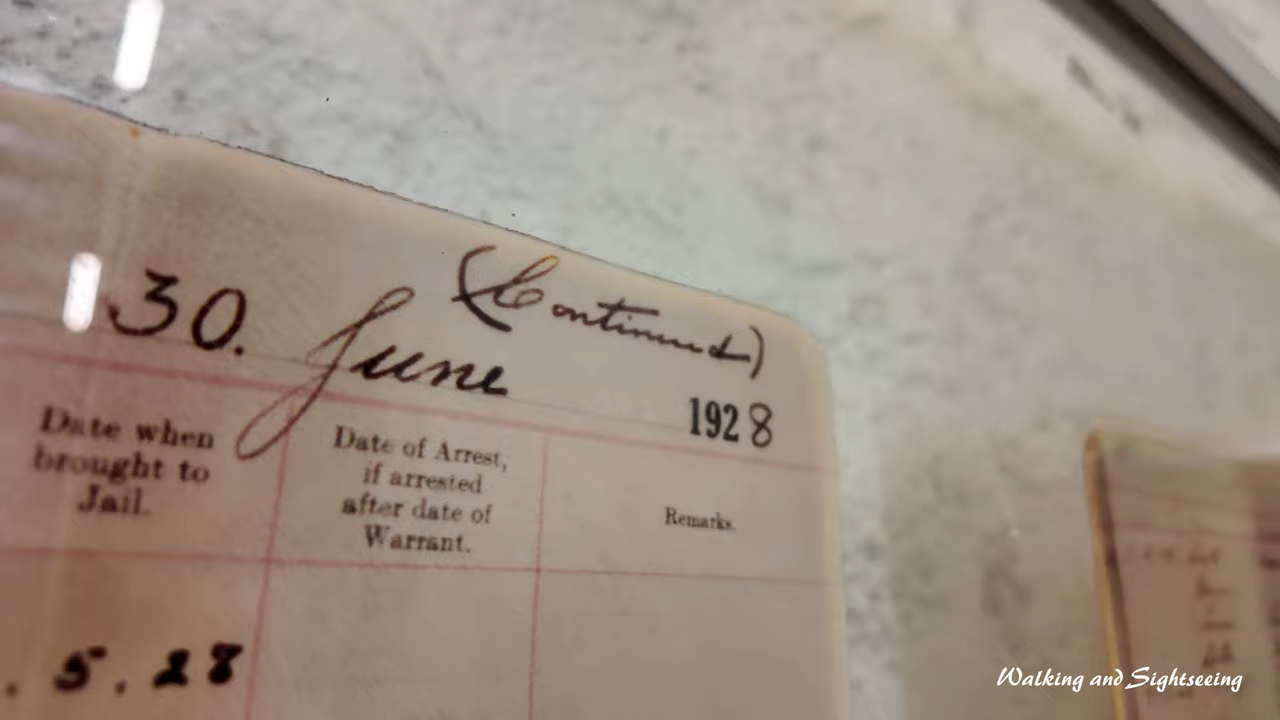 (Continued)
30. June 1928
Date when
brought to
Jail.
Date of Arrest,
if arrested
after date of
Warrant.
Remarks.
. 5. 28
Walking and Sightseeing